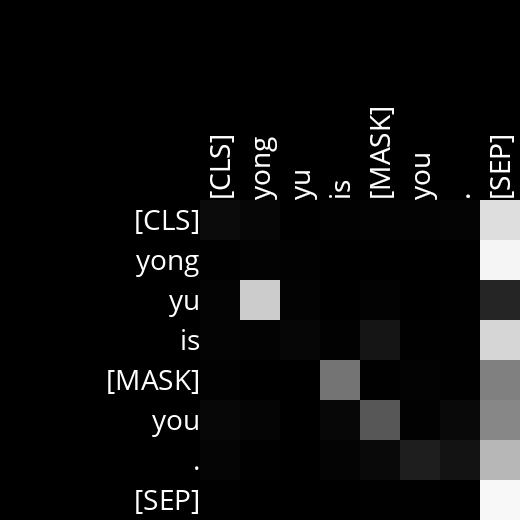 [CLS] yong yu is [MASK] you . [SEP]
[CLS]
yong
yu
is
[MASK]
you
.
[SEP]